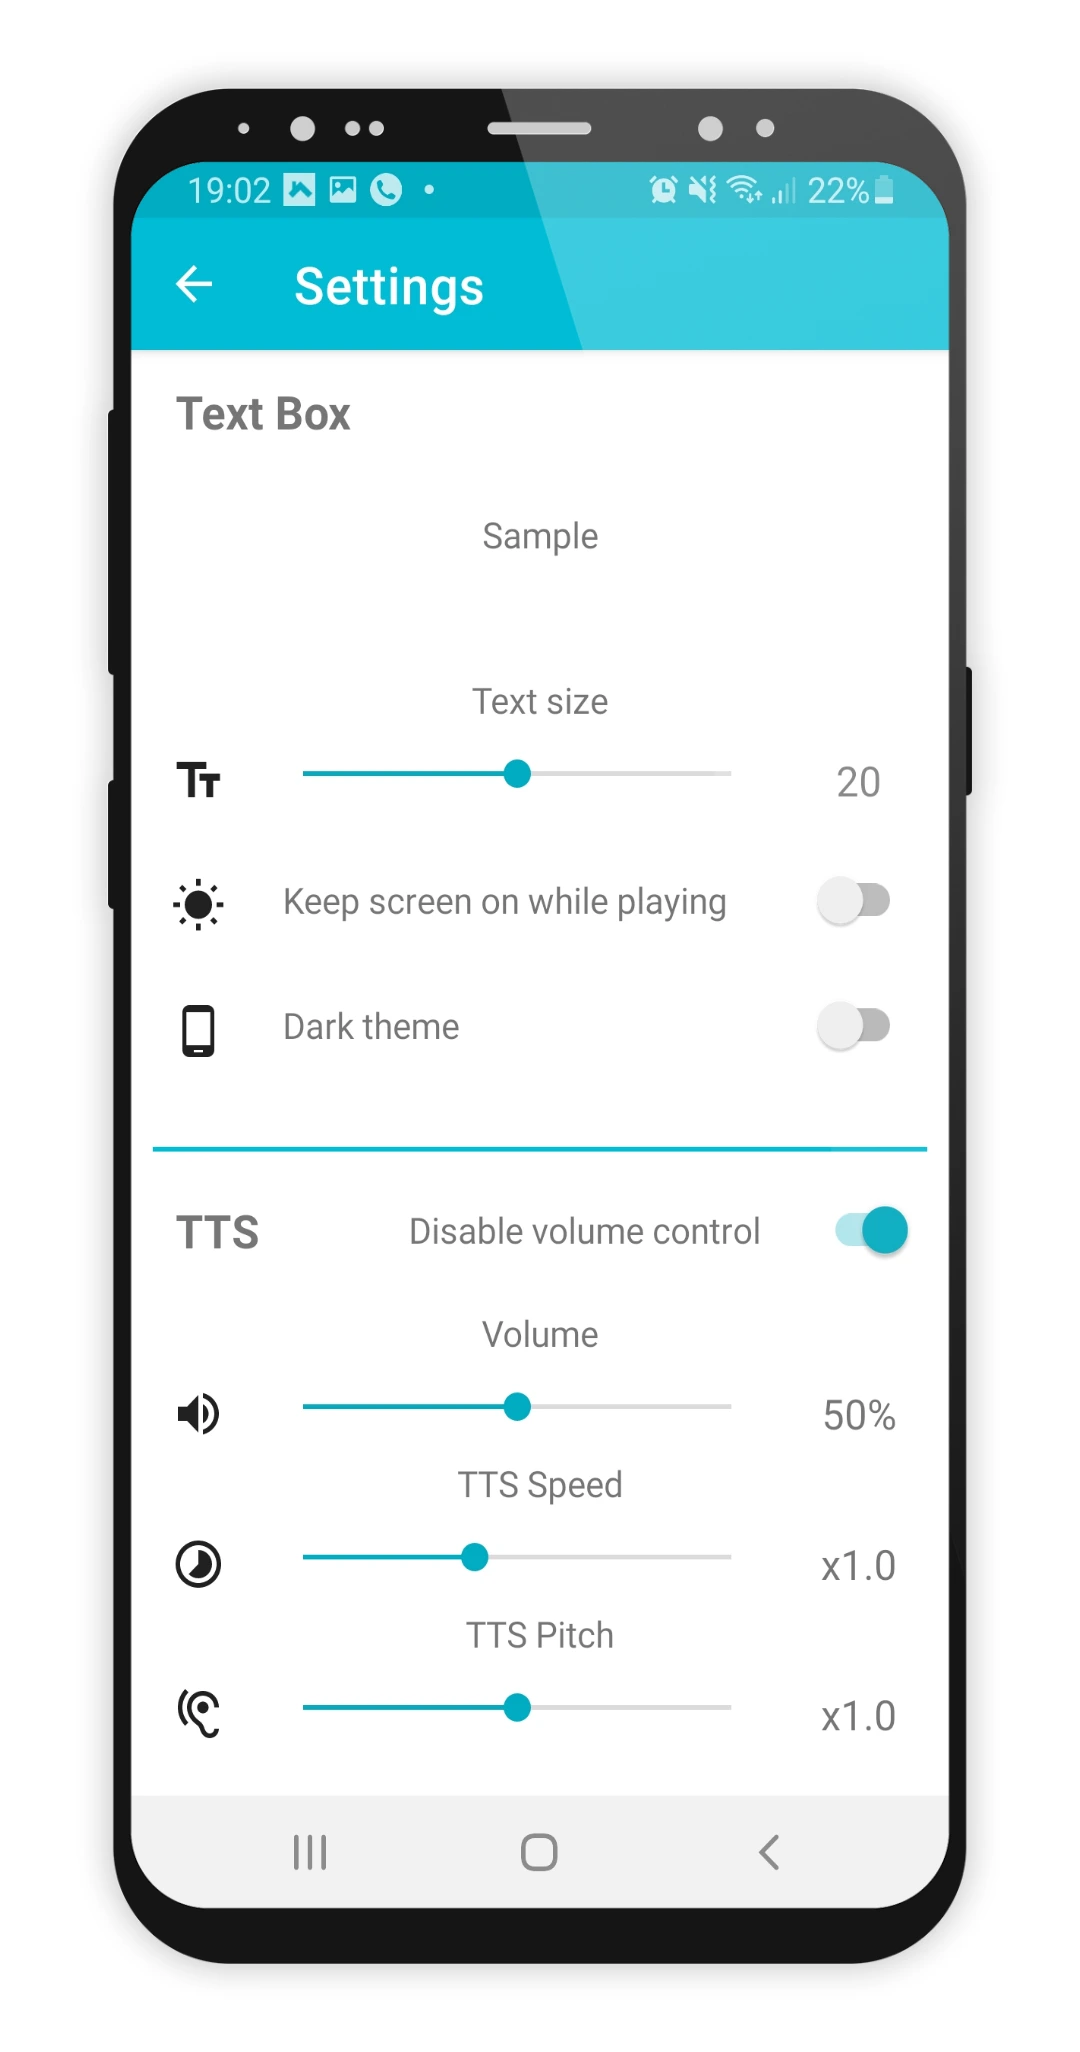 19:02 22%
Settings
Text Box
Sample
Text size
20
Keep screen on while playing
Dark theme
TTS Disable volume control
Volume
50%
TTS Speed
x1.0
TTS Pitch
x1.0